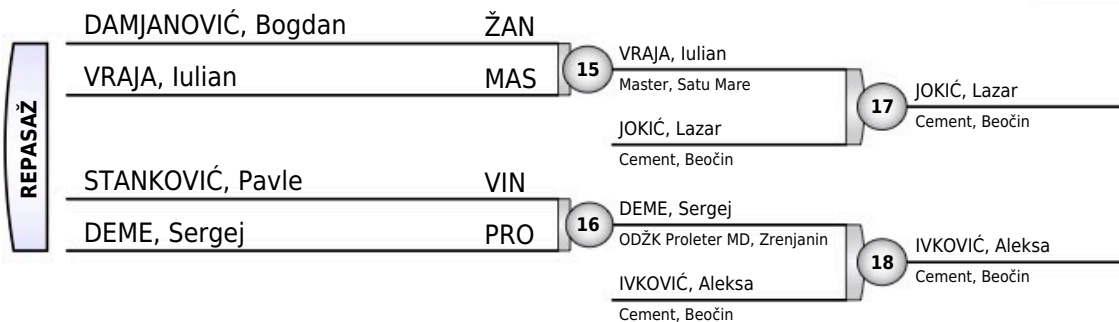 REPASAŽ
DAMJANOVIĆ, Bogdan ŽAN
VRAJA, Iulian MAS
15
VRAJA, Iulian
Master, Satu Mare
JOKIĆ, Lazar
Cement, Beočin
17
JOKIĆ, Lazar
Cement, Beočin
STANKOVIĆ, Pavle VIN
DEME, Sergej PRO
16
DEME, Sergej
ODŽK Proleter MD, Zrenjanin
IVKOVIĆ, Aleksa
Cement, Beočin
18
IVKOVIĆ, Aleksa
Cement, Beočin